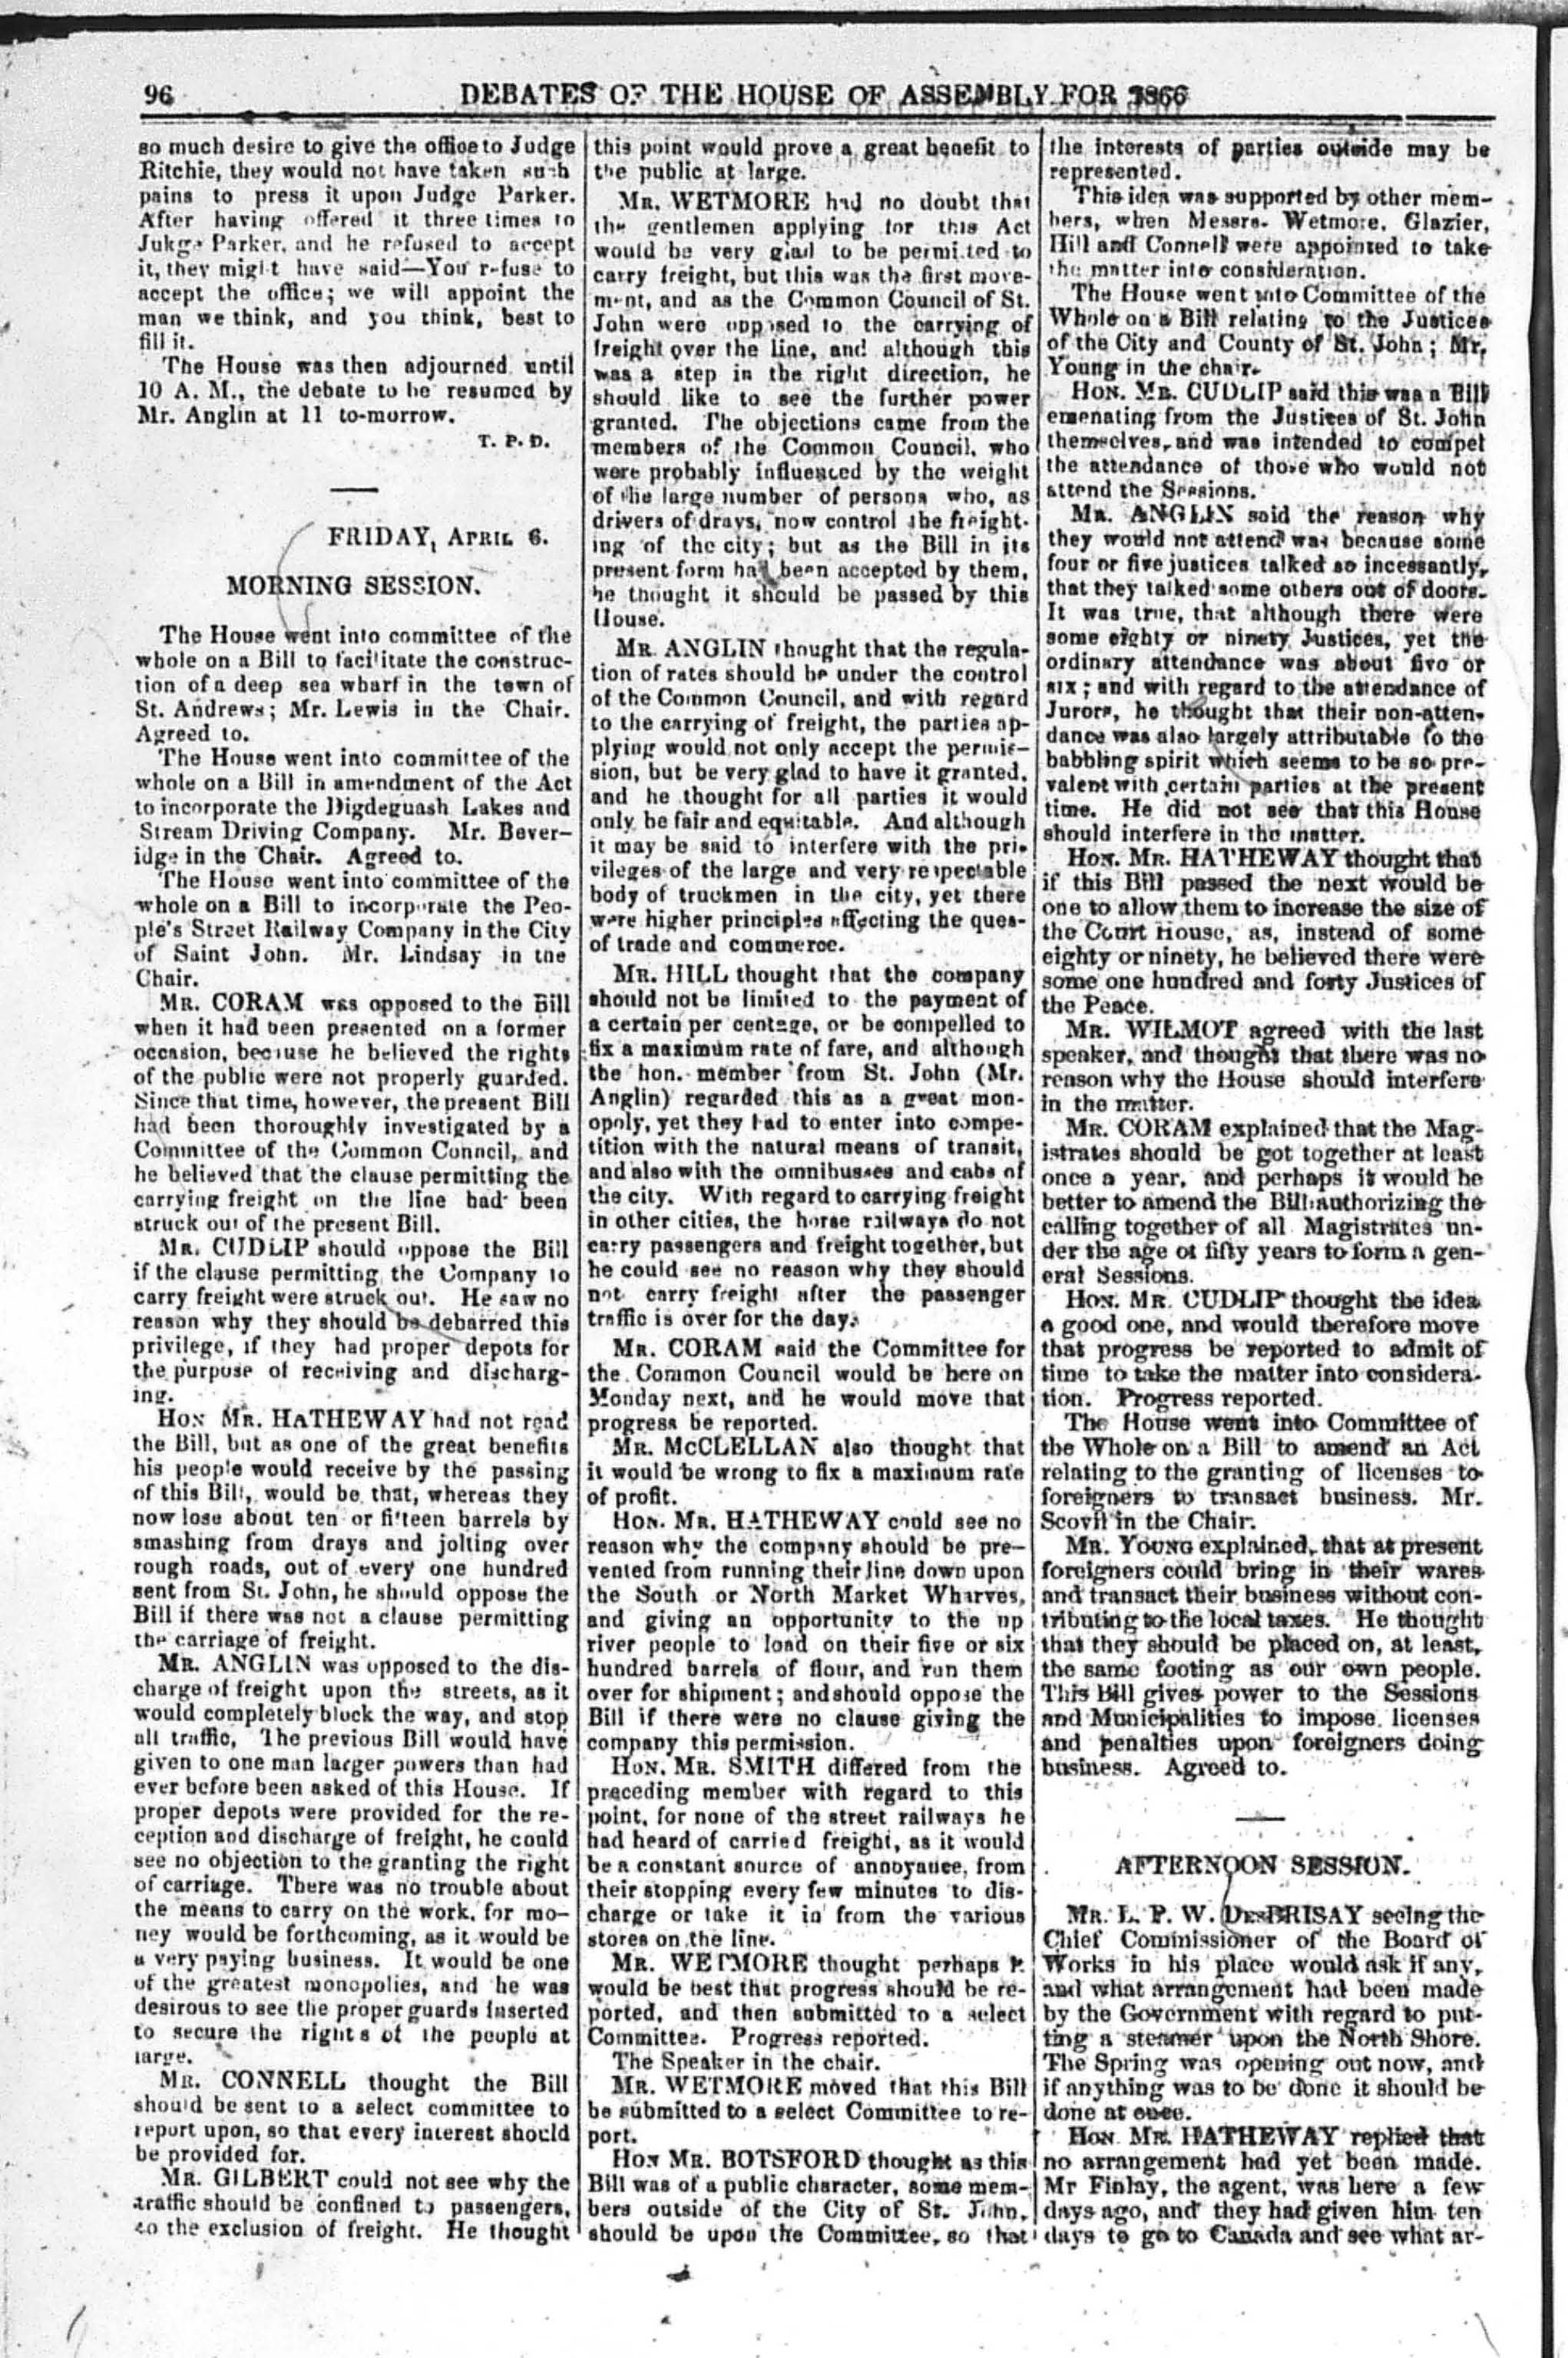 96
DEBATES OF THE HOUSE OF ASSEMBLY FOR 1866
so much desire to give the office to Judge
Ritchie, they would not have taken such
pains to press it upon Judge Parker.
After having offered it three times to
Jukge Parker, and he refused to accept
it, they might have said—You refuse to
accept the office; we will appoint the
man we think, and you think, best to
fill it.
The House was then adjourned until
10 A. M., the debate to be resumed by
Mr. Anglin at 11 to-morrow.
T. P. D.
FRIDAY, APRIL 6.
MORNING SESSION.
The House went into committee of the
whole on a Bill to facilitate the construc-
tion of a deep sea wharf in the town of
St. Andrews; Mr. Lewis in the Chair.
Agreed to.
The House went into committee of the
whole on a Bill in amendment of the Act
to incorporate the Digdeguash Lakes and
Stream Driving Company. Mr. Bever-
idge in the Chair. Agreed to.
The House went into committee of the
whole on a Bill to incorporate the Peo-
ple's Street Railway Company in the City
of Saint John. Mr. Lindsay in the
Chair.
MR. CORAM was opposed to the Bill
when it had been presented on a former
occasion, because he believed the rights
of the public were not properly guarded.
Since that time, however, the present Bill
had been thoroughly investigated by a
Committee of the Common Council, and
he believed that the clause permitting the
carrying freight on the line had been
struck out of the present Bill.
MR. CUDLIP should oppose the Bill
if the clause permitting the Company to
carry freight were struck out. He saw no
reason why they should be debarred this
privilege, if they had proper depots for
the purpose of receiving and discharg-
ing.
HON MR. HATHEWAY had not read
the Bill, but as one of the great benefits
his people would receive by the passing
of this Bill, would be that, whereas they
now lose about ten or fifteen barrels by
smashing from drays and jolting over
rough roads, out of every one hundred
sent from St. John, he should oppose the
Bill if there was not a clause permitting
the carriage of freight.
MR. ANGLIN was opposed to the dis-
charge of freight upon the streets, as it
would completely block the way, and stop
all traffic, The previous Bill would have
given to one man larger powers than had
ever before been asked of this House. If
proper depots were provided for the re-
ception and discharge of freight, he could
see no objection to the granting the right
of carriage. There was no trouble about
the means to carry on the work, for mo-
ney would be forthcoming, as it would be
a very paying business. It would be one
of the greatest monopolies, and he was
desirous to see the proper guards inserted
to secure the rights of the people at
large.
MR. CONNELL thought the Bill
should be sent to a select committee to
report upon, so that every interest should
be provided for.
MR. GILBERT could not see why the
traffic should be confined to passengers,
to the exclusion of freight. He thought
this point would prove a great benefit to
the public at large.
MR. WETMORE had no doubt that
the gentlemen applying for this Act
would be very glad to be permitted to
carry freight, but this was the first move-
ment, and as the Common Council of St.
John were opposed to the carrying of
freight over the line, and although this
was a step in the right direction, he
should like to see the further power
granted. The objections came from the
members of the Common Council, who
were probably influenced by the weight
of the large number of persons who, as
drivers of drays, now control the freight-
ing of the city; but as the Bill in its
present form had been accepted by them,
he thought it should be passed by this
House.
MR. ANGLIN thought that the regula-
tion of rates should be under the control
of the Common Council, and with regard
to the carrying of freight, the parties ap-
plying would not only accept the permis-
sion, but be very glad to have it granted,
and he thought for all parties it would
only be fair and equitable. And although
it may be said to interfere with the pri-
vileges of the large and very respectable
body of truckmen in the city, yet there
were higher principles affecting the ques-
of trade and commerce.
MR. HILL thought that the company
should not be limited to the payment of
a certain per centage, or be compelled to
fix a maximum rate of fare, and although
the hon. member from St. John (Mr.
Anglin) regarded this as a great mon-
opoly, yet they had to enter into compe-
tition with the natural means of transit,
and also with the omnibusses and cabs of
the city. With regard to carrying freight
in other cities, the horse railways do not
carry passengers and freight together, but
he could see no reason why they should
not carry freight after the passenger
traffic is over for the day.
MR. CORAM said the Committee for
the Common Council would be here on
Monday next, and he would move that
progress be reported.
MR. MCCLELLAN also thought that
it would be wrong to fix a maximum rate
of profit.
HON. MR. HATHEWAY could see no
reason why the company should be pre-
vented from running their line down upon
the South or North Market Wharves,
and giving an opportunity to the up
river people to load on their five or six
hundred barrels of flour, and run them
over for shipment; and should oppose the
Bill if there were no clause giving the
company this permission.
HON. MR. SMITH differed from the
preceding member with regard to this
point, for none of the street railways he
had heard of carried freight, as it would
be a constant source of annoyance, from
their stopping every few minutes to dis-
charge or take it in from the various
stores on the line.
MR. WETMORE thought perhaps it
would be best that progress should be re-
ported, and then submitted to a select
Committee. Progress reported.
The Speaker in the chair.
MR. WETMORE moved that this Bill
be submitted to a select Committee to re-
port.
HON MR. BOTSFORD thought as this
Bill was of a public character, some mem-
bers outside of the City of St. John,
should be upon the Committee, so that
the interests of parties outside may be
represented.
This idea was supported by other mem-
bers, when Messrs. Wetmore, Glazier,
Hill and Connell were appointed to take
the matter into consideration.
The House went into Committee of the
Whole on a Bill relating to the Justices
of the City and County of St. John; Mr.
Young in the chair.
HON. MR. CUDLIP said this was a Bill
emenating from the Justices of St. John
themselves, and was intended to compel
the attendance of those who would not
attend the Sessions.
MR. ANGLIN said the reason why
they would not attend was because some
four or five justices talked so incessantly,
that they talked some others out of doors.
It was true, that although there were
some eighty or ninety Justices, yet the
ordinary attendance was about five or
six; and with regard to the attendance of
Jurors, he thought that their non-atten-
dance was also largely attributable to the
babbling spirit which seems to be so pre-
valent with certain parties at the present
time. He did not see that this House
should interfere in the matter.
HON. MR. HATHEWAY thought that
if this Bill passed the next would be
one to allow them to increase the size of
the Court House, as, instead of some
eighty or ninety, he believed there were
some one hundred and forty Justices of
the Peace.
MR. WILMOT agreed with the last
speaker, and thought that there was no
reason why the House should interfere
in the matter.
MR. CORAM explained that the Mag-
istrates should be got together at least
once a year, and perhaps it would be
better to amend the Bill authorizing the
calling together of all Magistrates un-
der the age of fifty years to form a gen-
eral Sessions.
HON. MR. CUDLIP thought the idea
a good one, and would therefore move
that progress be reported to admit of
time to take the matter into considera-
tion. Progress reported.
The House went into Committee of
the Whole on a Bill to amend an Act
relating to the granting of licenses to
foreigners to transact business. Mr.
Scovil in the Chair.
MR. YOUNG explained, that at present
foreigners could bring in their wares
and transact their business without con-
tributing to the local taxes. He thought
that they should be placed on, at least,
the same footing as our own people.
This Bill gives power to the Sessions
and Municipalities to impose licenses
and penalties upon foreigners doing
business. Agreed to.
AFTERNOON SESSION.
MR. L. P. W. DESBRISAY seeing the
Chief Commissioner of the Board of
Works in his place would ask if any,
and what arrangement had been made
by the Government with regard to put-
ting a steamer upon the North Shore.
The Spring was opening out now, and
if anything was to be done it should be
done at once.
HON. MR. HATHEWAY replied that
no arrangement had yet been made.
Mr Finlay, the agent, was here a few
days ago, and they had given him ten
days to go to Canada and see what ar-